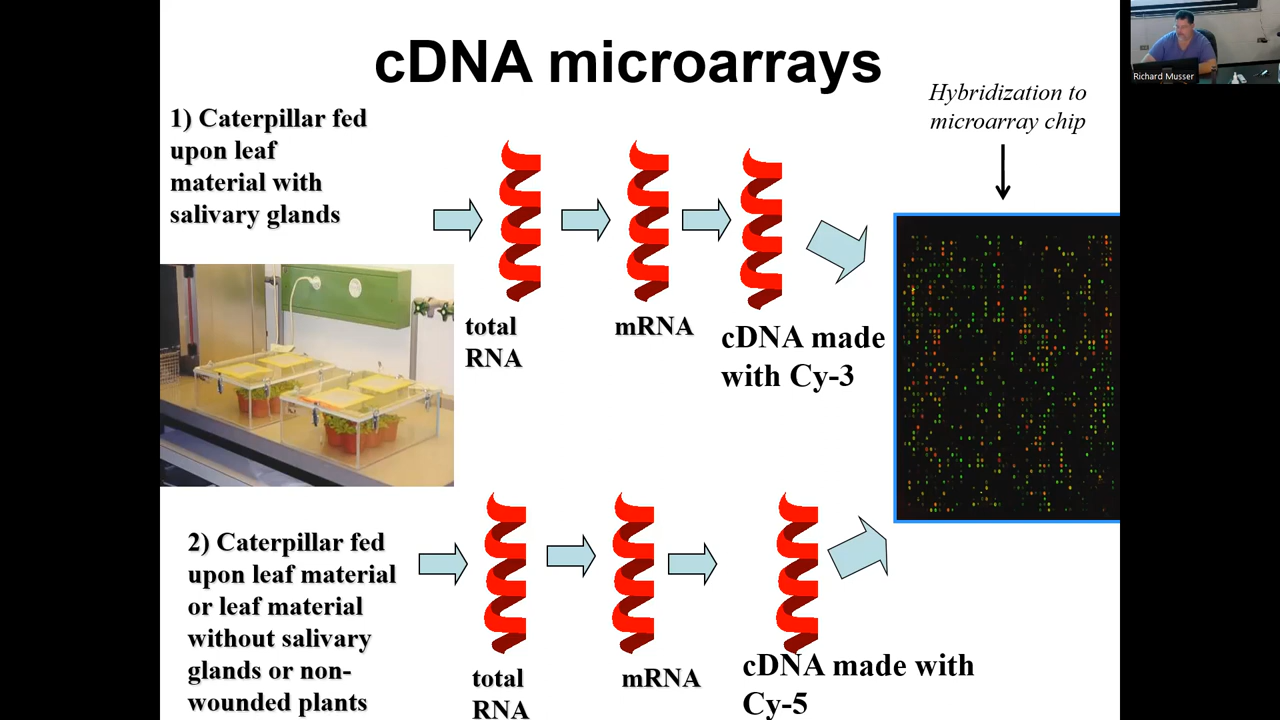 cDNA microarrays
Richard Musser
Hybridization to
microarray chip
1) Caterpillar fed
upon leaf
material with
salivary glands
total
RNA
mRNA
cDNA made
with Cy-3
2) Caterpillar fed
upon leaf material
or leaf material
without salivary
glands or non-
wounded plants
total
RNA
mRNA
cDNA made with
Cy-5